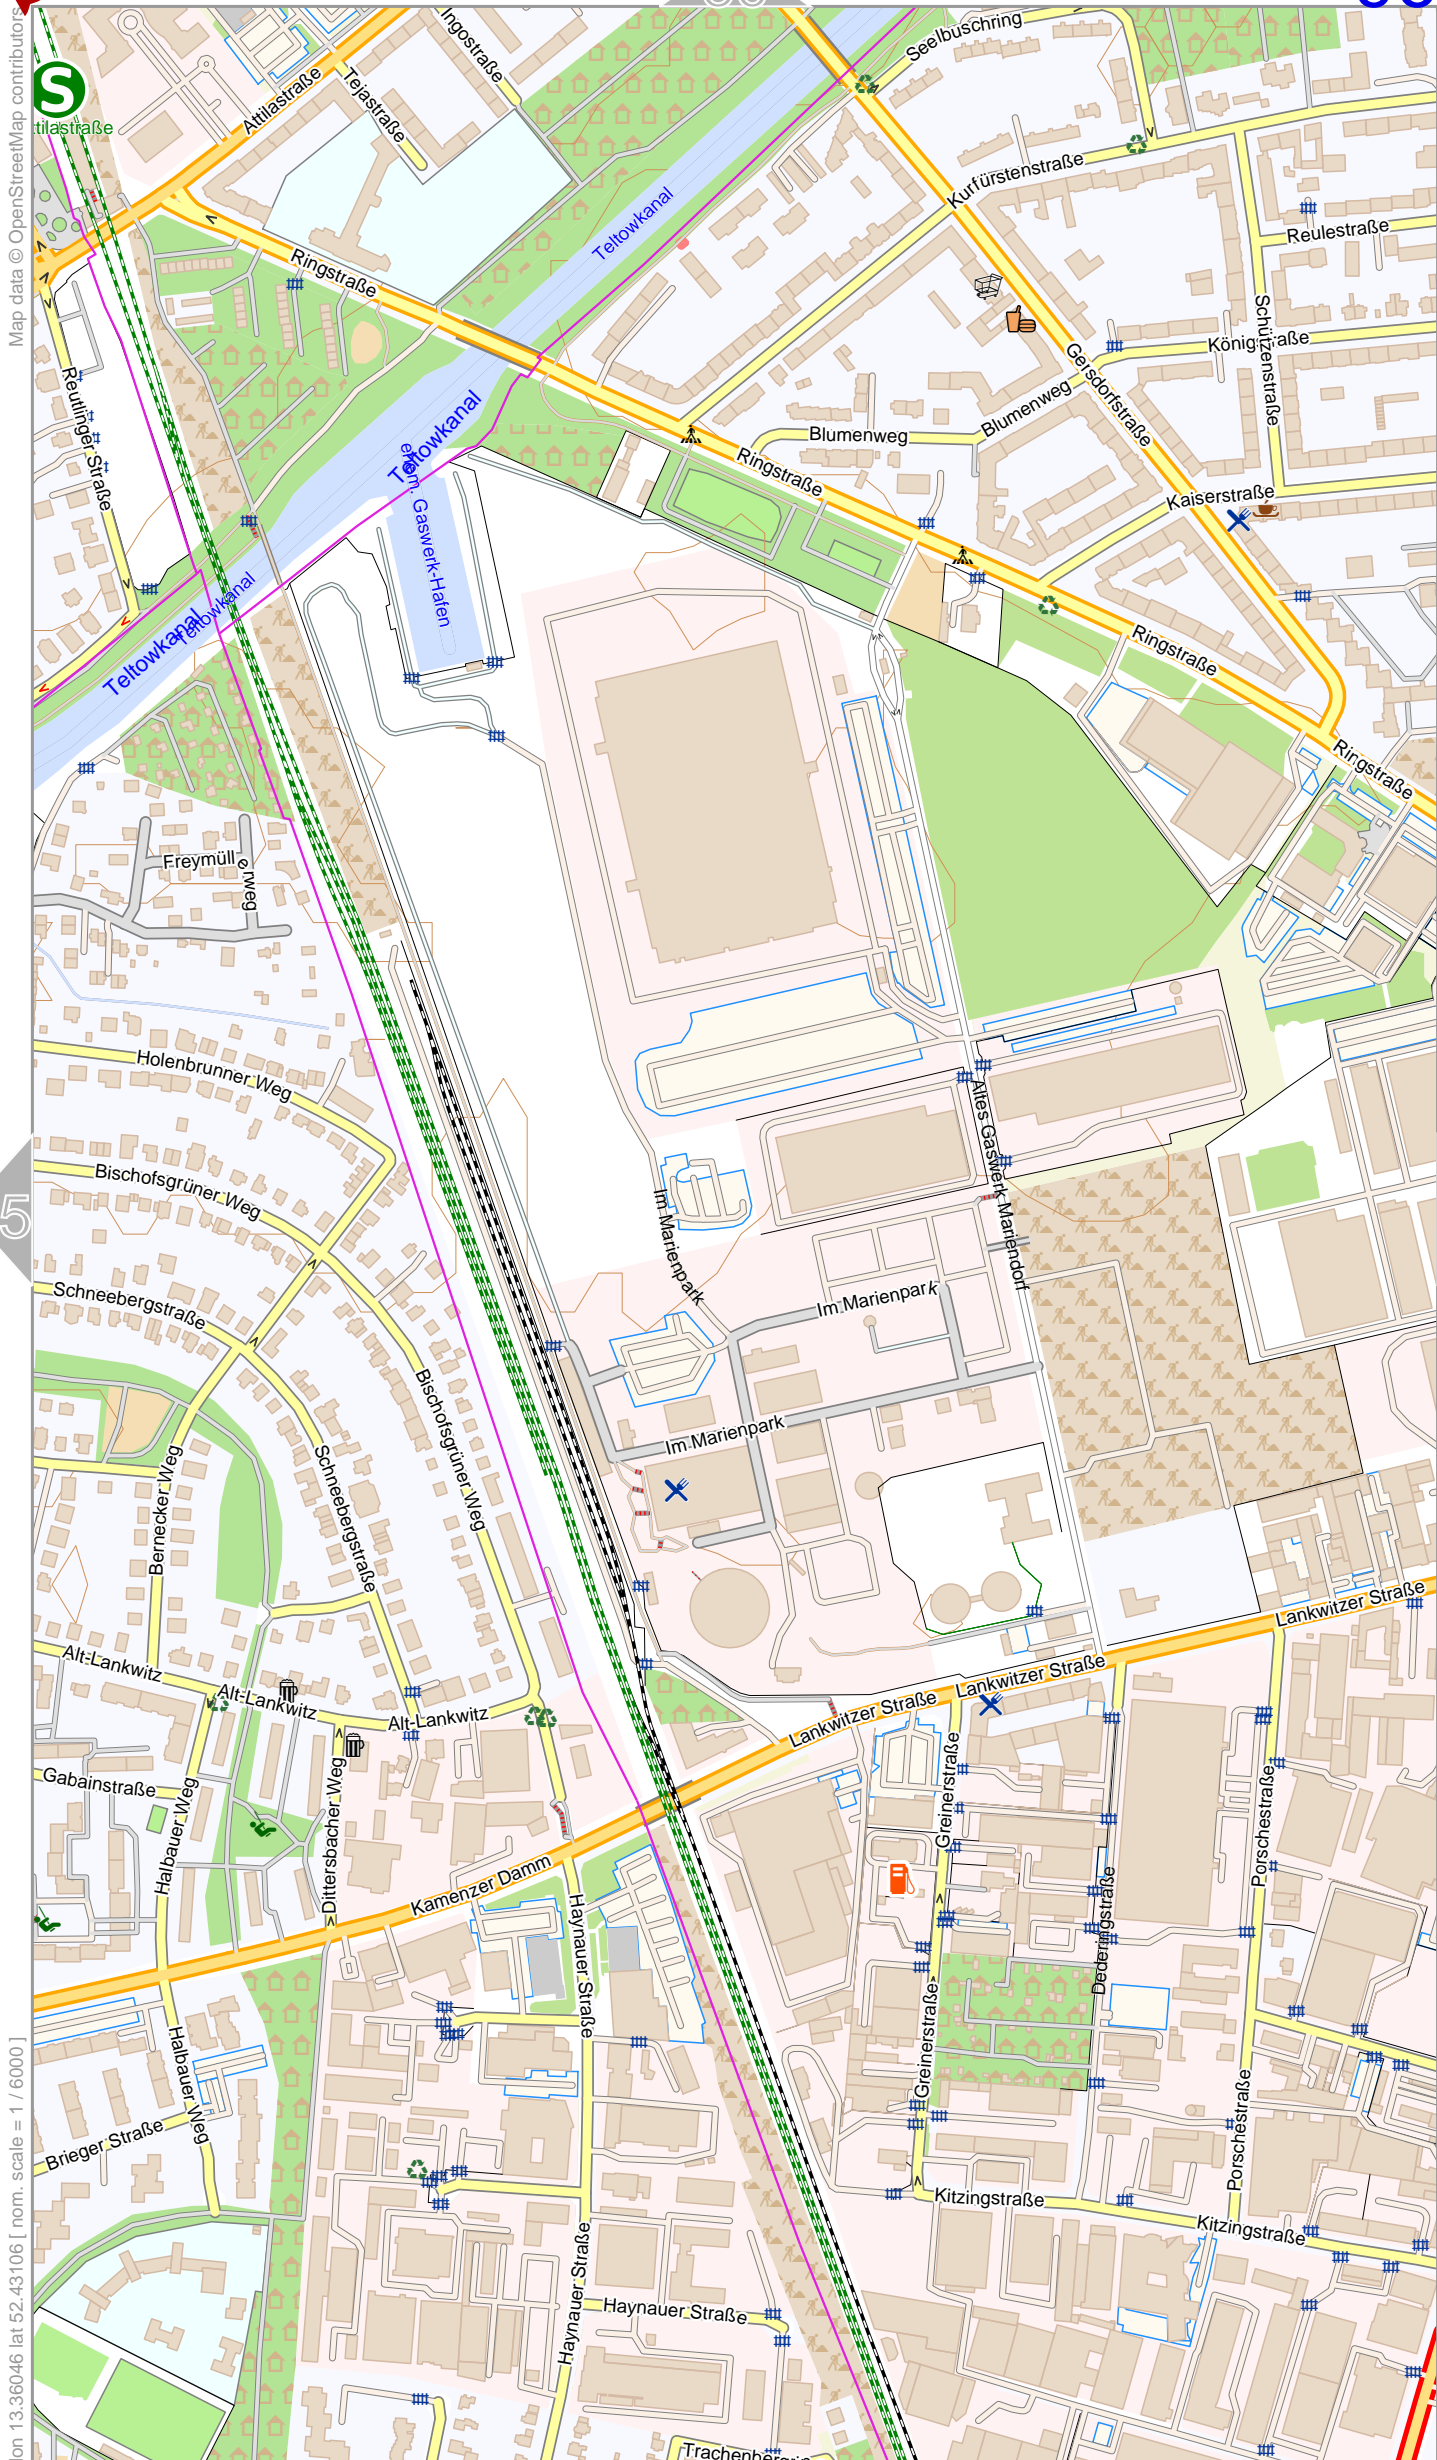 Map data © OpenStreetMap contributors
S
Attilastraße
Tejastraße
Ingostraße
Seelbuschring
Kurfürstenstraße
Teltowkanal
Ringstraße
Reulestraße
Schützenstraße
Königstraße
Gersdorfstraße
Blumenweg
Blumenweg
Ringstraße
Kaiserstraße
Reutlinger Straße
Teltowkanal
ehem. Gaswerk-Hafen
Teltowkanal
Teltowkanal
Ringstraße
Ringstraße
Freymüllerweg
Holenbrunner Weg
Bischofsgrüner Weg
5
Schneebergstraße
Altes Gaswerk Mariendorf
Im Marienpark
Im Marienpark
Im Marienpark
Bischofsgrüner Weg
Bernecker Weg
Schneebergstraße
Alt-Lankwitz
Alt-Lankwitz
Alt-Lankwitz
Lankwitzer Straße
Lankwitzer Straße
Lankwitzer Straße
Gabainstraße
Halbauer Weg
Dittersbacher Weg
Kamenzer Damm
Haynauer Straße
Greinerstraße
Dederingstraße
Porschestraße
Halbauer Weg
Brieger Straße
Greinerstraße
Porschestraße
Kitzingstraße
Kitzingstraße
Haynauer Straße
Haynauer Straße
lon 13.36046 lat 52.43106 [ nom. scale = 1 / 6000 ]